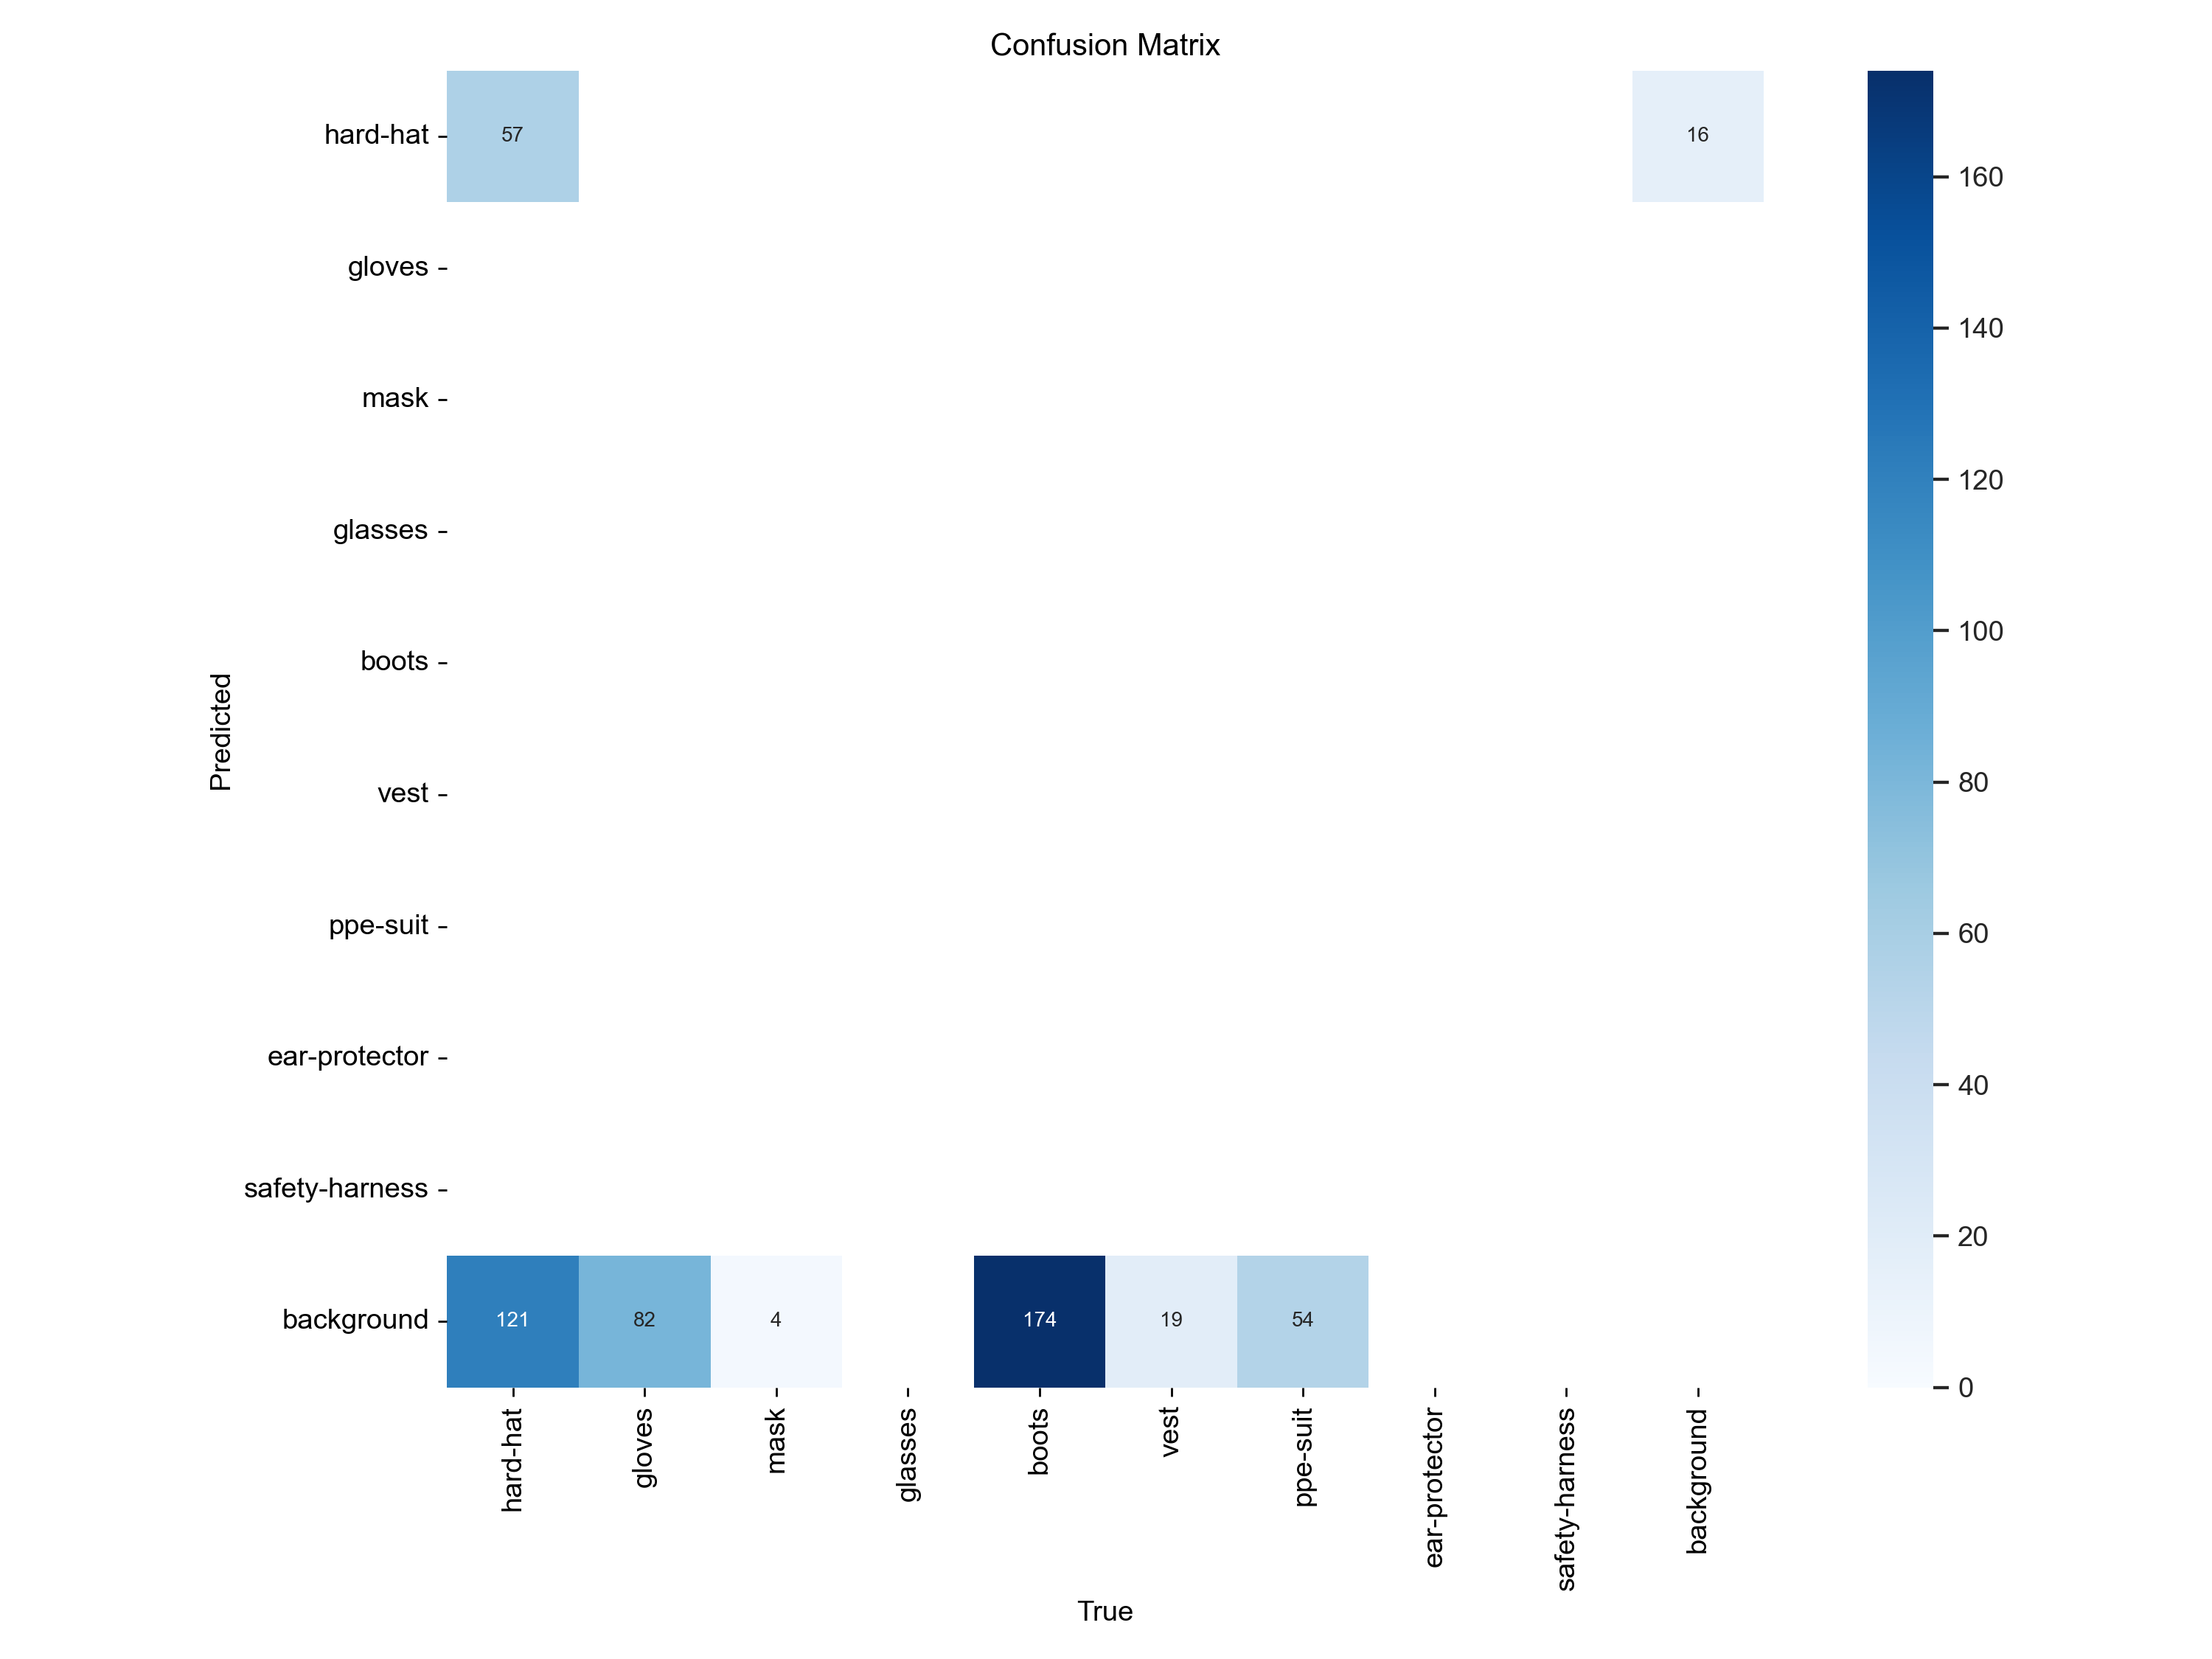 Confusion Matrix
hard-hat 57 16
gloves
mask
glasses
boots
vest
ppe-suit
ear-protector
safety-harness
background 121 82 4 174 19 54
Predicted
hard-hat gloves mask glasses boots vest ppe-suit ear-protector safety-harness background
True
160
140
120
100
80
60
40
20
0